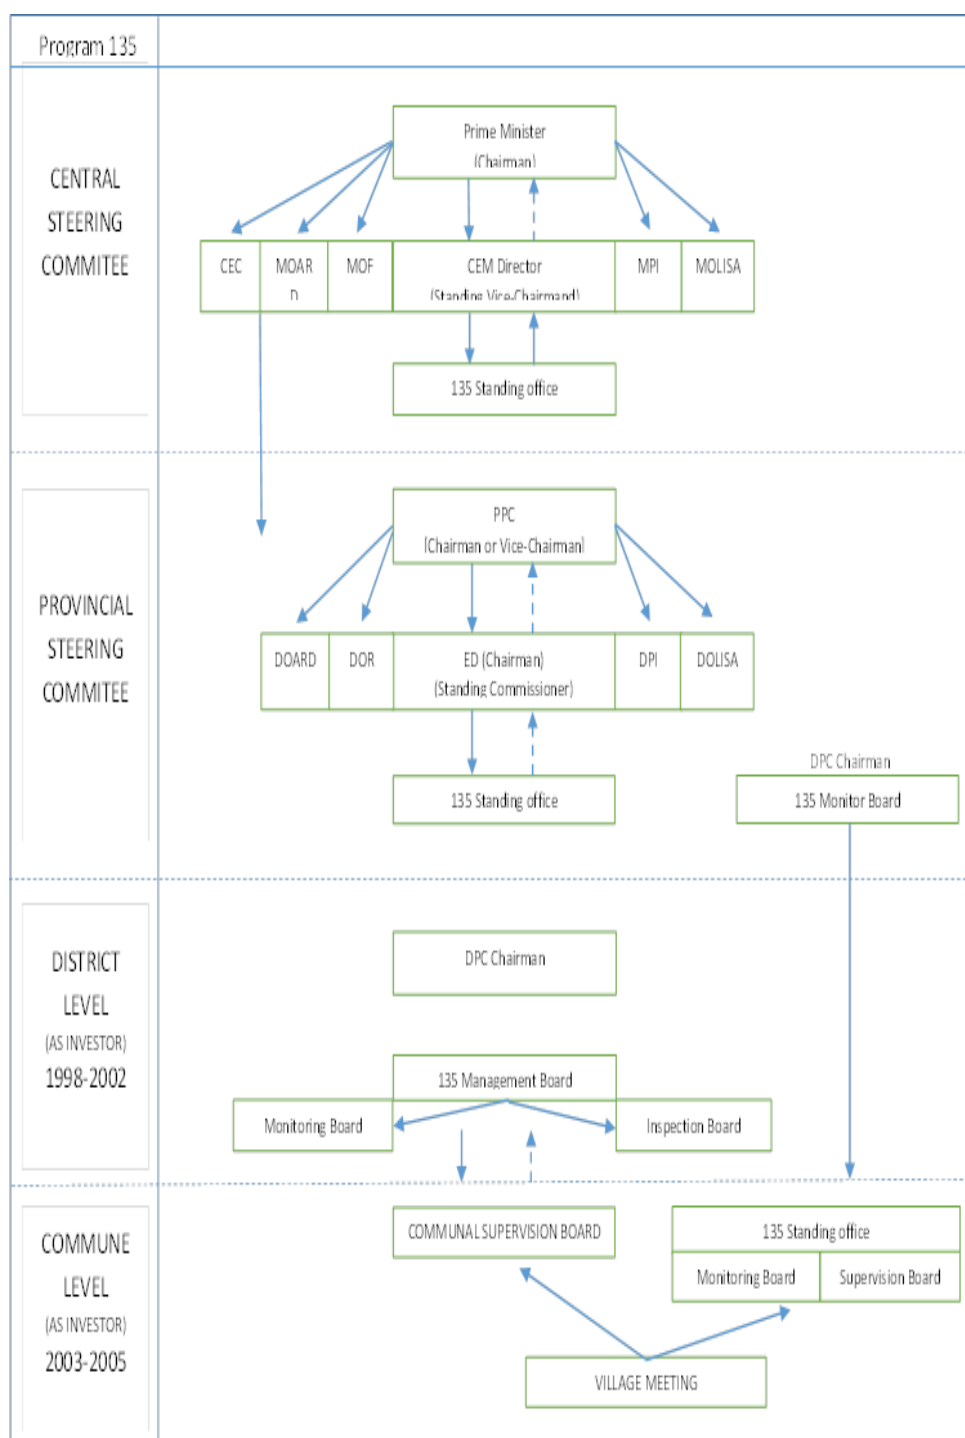 Program 135
CENTRAL
STEERING
COMMITEE
Prime Minister
(Chairman)
CEC
MOAR
D
MOF
CEM Director
(Standing Vice-Chairmand)
MPI
MOLISA
135 Standing office
PROVINCIAL
STEERING
COMMITEE
PPC
(Chairman or Vice-Chairman)
DOARD
DOR
ED (Chairman)
(Standing Commissioner)
DPI
DOLISA
135 Standing office
DPC Chairman
135 Monitor Board
DISTRICT
LEVEL
(AS INVESTOR)
1998-2002
DPC Chairman
135 Management Board
Monitoring Board
Inspection Board
COMMUNE
LEVEL
(AS INVESTOR)
2003-2005
COMMUNAL SUPERVISION BOARD
135 Standing office
Monitoring Board
Supervision Board
VILLAGE MEETING